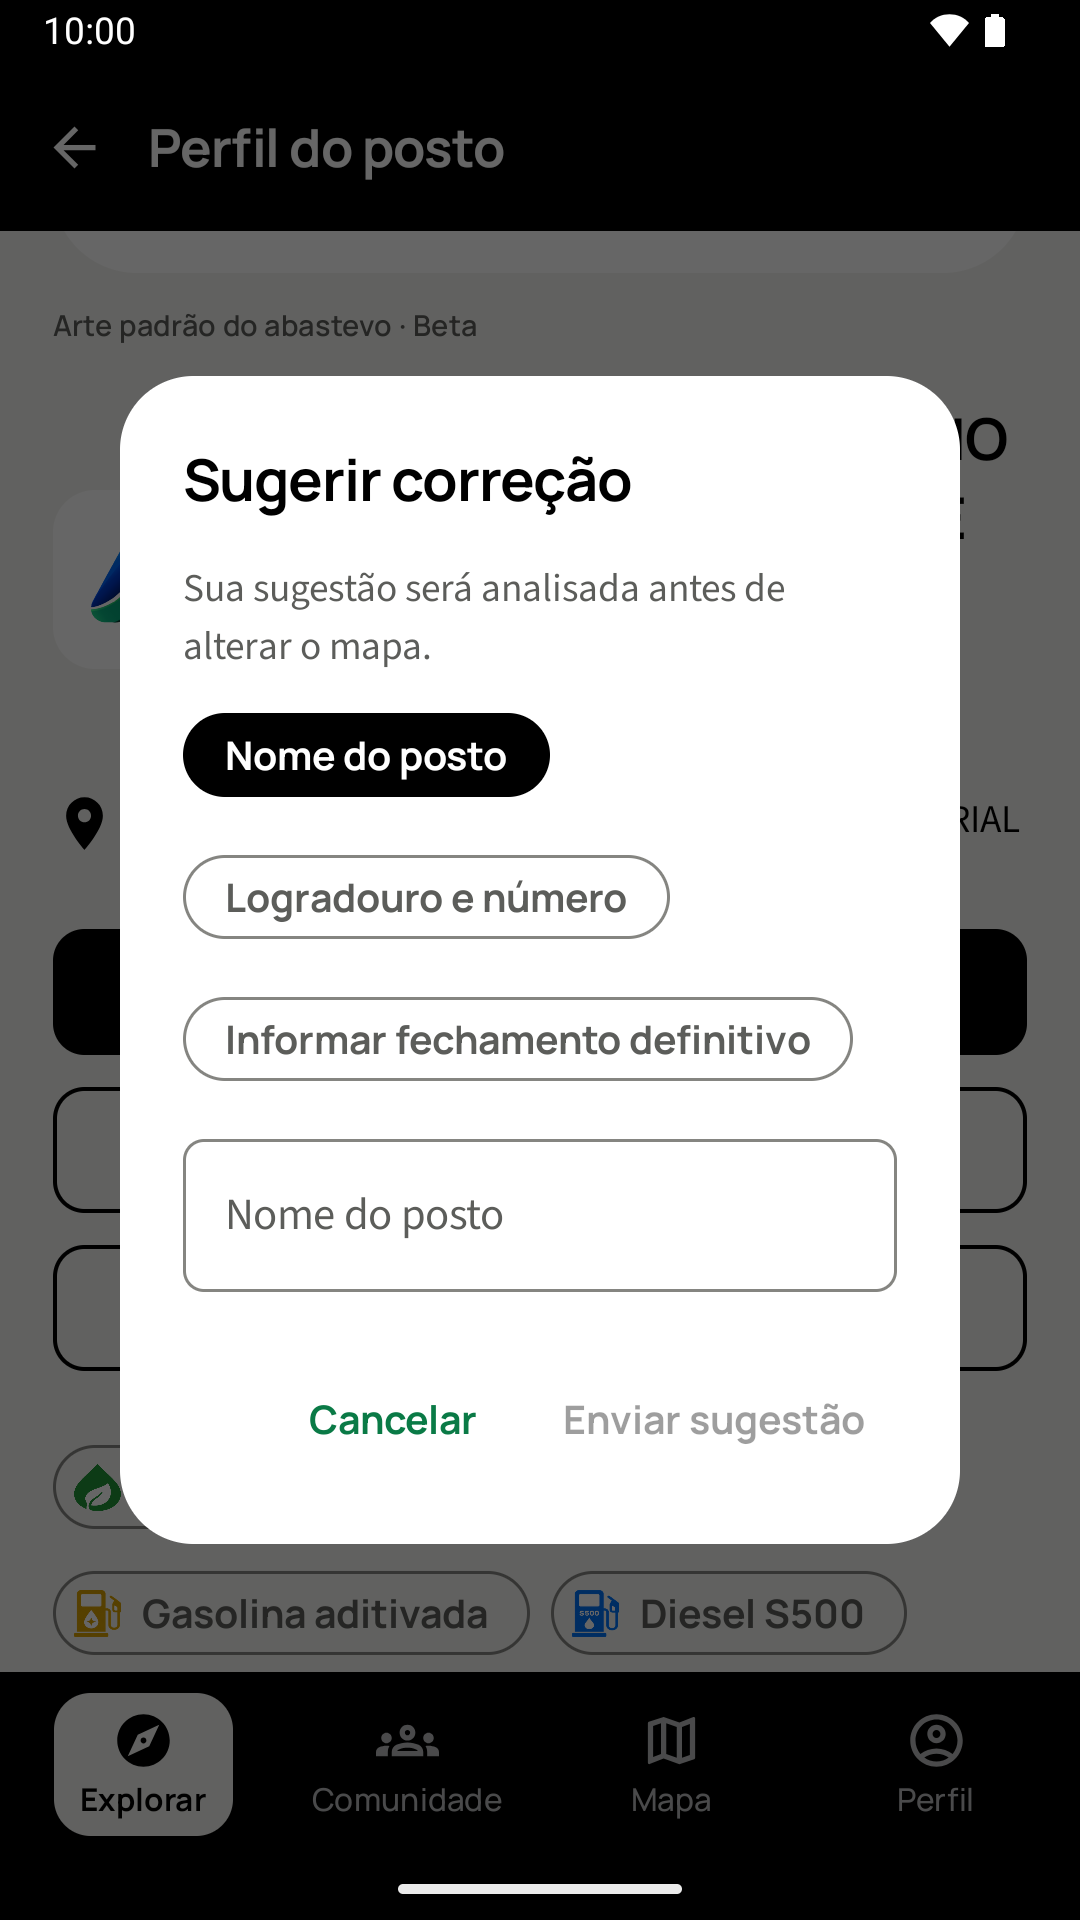 10:00
Perfil do posto
Arte padrão do abastevo · Beta
Sugerir correção
Sua sugestão será analisada antes de
alterar o mapa.
Nome do posto
Logradouro e número
Informar fechamento definitivo
Nome do posto
Cancelar
Enviar sugestão
Gasolina aditivada
Diesel S500
Explorar
Comunidade
Mapa
Perfil